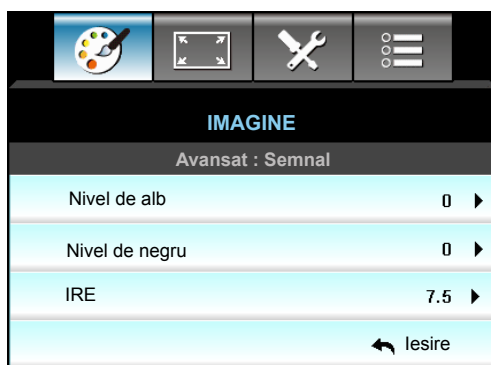 IMAGINE
Avansat : Semnal
Nivel de alb 0
Nivel de negru 0
IRE 7.5
Iesire